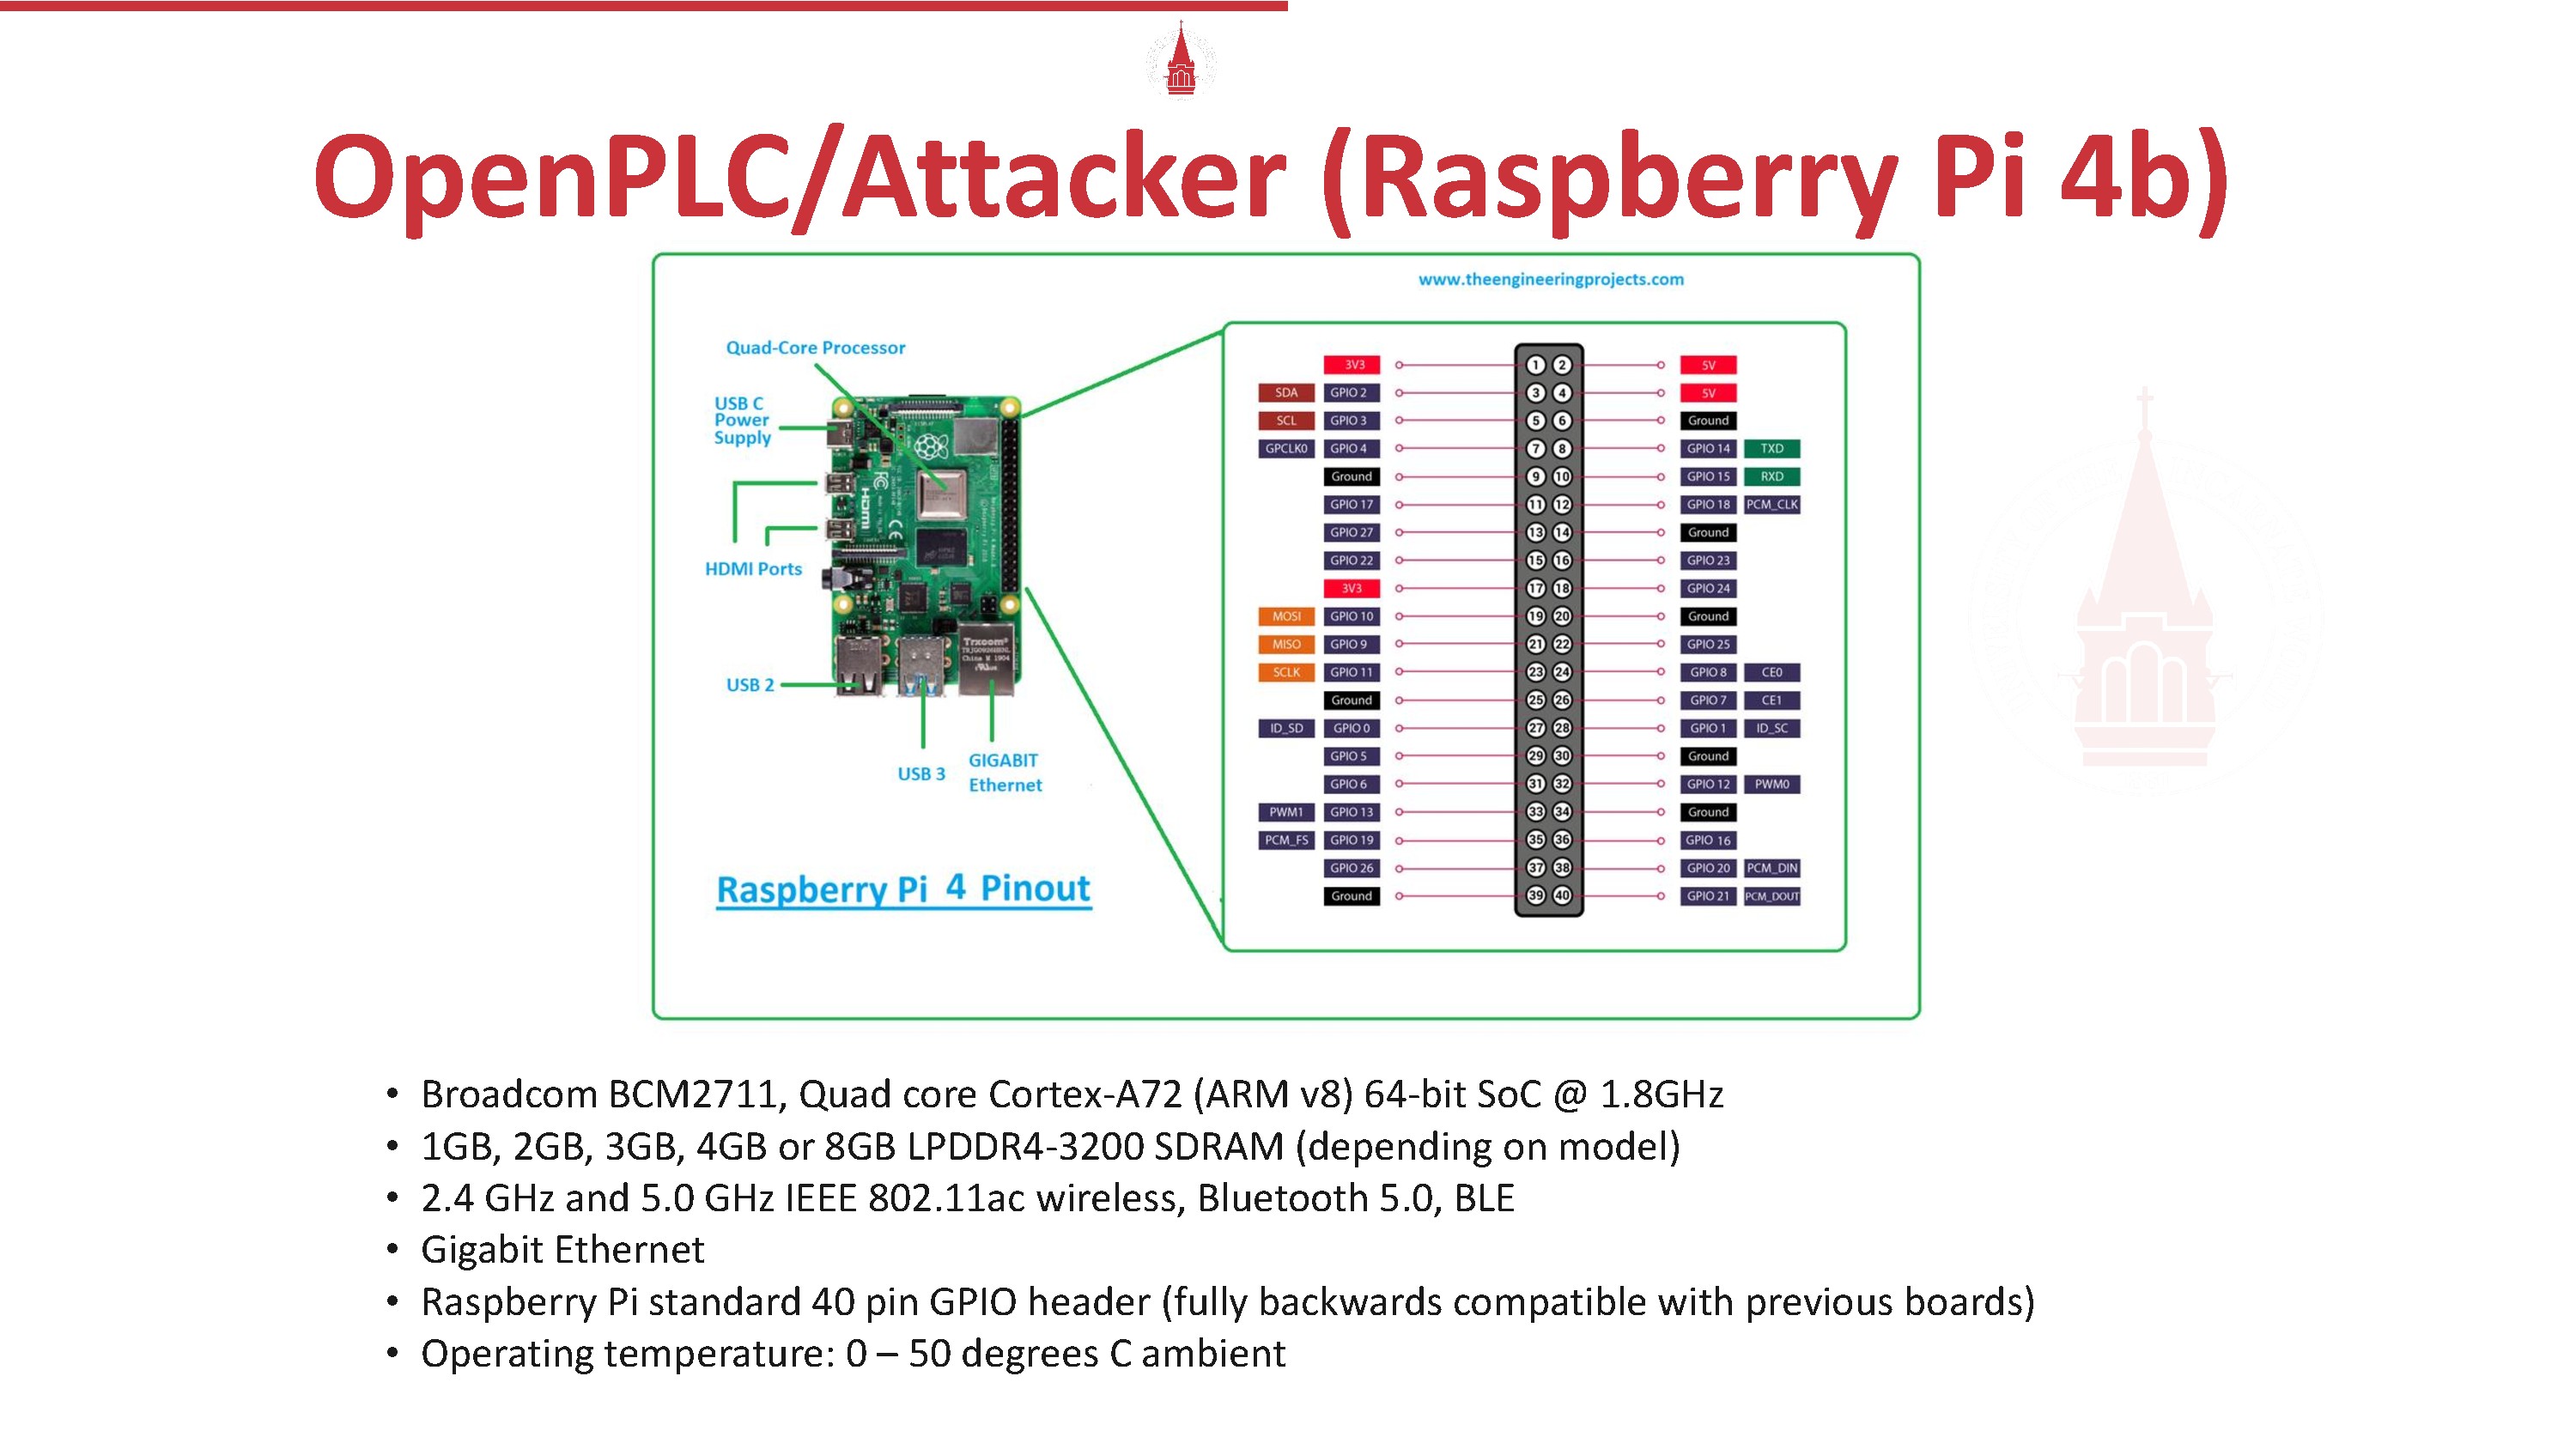 OpenPLC/Attacker (Raspberry Pi 4b)
www.theengineeringprojects.com
Quad-Core Processor
USB C
Power
Supply
HDMI Ports
HDMI
Trxcom
China W 1904
USB 2
USB 3
GIGABIT
Ethernet
Raspberry Pi 4 Pinout
3V3 1 2 5V
SDA GPIO 2 3 4 5V
SCL GPIO 3 5 6 Ground
GPCLK0 GPIO 4 7 8 GPIO 14 TXD
Ground 9 10 GPIO 15 RXD
GPIO 17 11 12 GPIO 18 PCM_CLK
GPIO 27 13 14 Ground
GPIO 22 15 16 GPIO 23
3V3 17 18 GPIO 24
MOSI GPIO 10 19 20 Ground
MISO GPIO 9 21 22 GPIO 25
SCLK GPIO 11 23 24 GPIO 8 CE0
Ground 25 26 GPIO 7 CE1
ID_SD GPIO 0 27 28 GPIO 1 ID_SC
GPIO 5 29 30 Ground
GPIO 6 31 32 GPIO 12 PWM0
PWM1 GPIO 13 33 34 Ground
PCM_FS GPIO 19 35 36 GPIO 16
GPIO 26 37 38 GPIO 20 PCM_DIN
Ground 39 40 GPIO 21 PCM_DOUT
• Broadcom BCM2711, Quad core Cortex-A72 (ARM v8) 64-bit SoC @ 1.8GHz
• 1GB, 2GB, 3GB, 4GB or 8GB LPDDR4-3200 SDRAM (depending on model)
• 2.4 GHz and 5.0 GHz IEEE 802.11ac wireless, Bluetooth 5.0, BLE
• Gigabit Ethernet
• Raspberry Pi standard 40 pin GPIO header (fully backwards compatible with previous boards)
• Operating temperature: 0 – 50 degrees C ambient